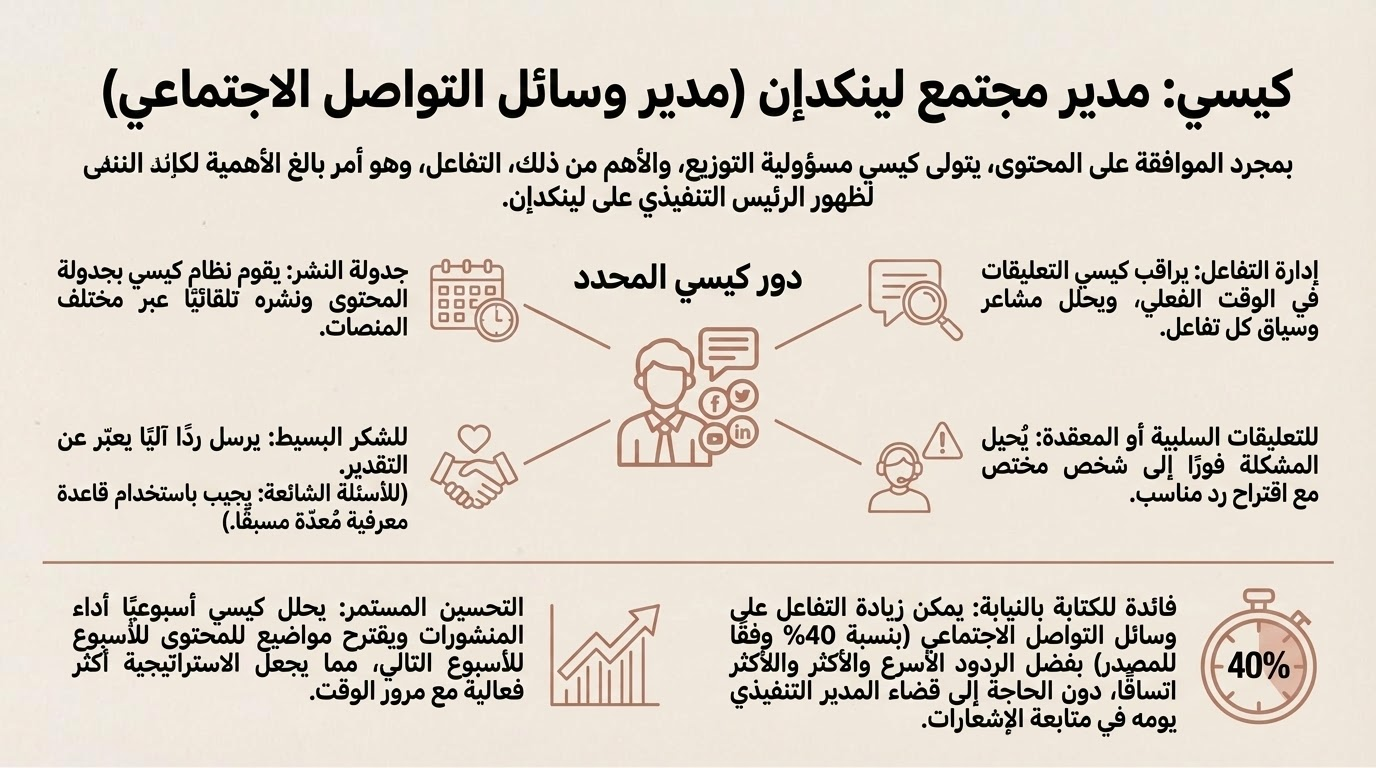 كيسي: مدير مجتمع لينكدإن (مدير وسائل التواصل الاجتماعي)
بمجرد الموافقة على المحتوى، يتولى كيسي مسؤولية التوزيع، والأهم من ذلك، التفاعل، وهو أمر بالغ الأهمية
لظهور الرئيس التنفيذي على لينكدإن.
دور كيسي المحدد
إدارة التفاعل: يراقب كيسي التعليقات
في الوقت الفعلي، ويحلل مشاعر
وسياق كل تفاعل.
جدولة النشر: يقوم نظام كيسي بجدولة
المحتوى ونشره تلقائيًا عبر مختلف
المنصات.
للتعليقات السلبية أو المعقدة: يُحيل
المشكلة فورًا إلى شخص مختص
مع اقتراح رد مناسب.
للشكر البسيط: يرسل ردًا آليًا يعبّر عن
التقدير.
(للأسئلة الشائعة: يجيب باستخدام قاعدة
معرفية مُعدّة مسبقًا.)
فائدة للكتابة بالنيابة: يمكن زيادة التفاعل على
وسائل التواصل الاجتماعي (بنسبة 40% وفقًا
للمصدر) بفضل الردود الأسرع والأكثر واللأكثر
اتساقًا، دون الحاجة إلى قضاء المدير التنفيذي
يومه في متابعة الإشعارات.
40%
التحسين المستمر: يحلل كيسي أسبوعيًا أداء
المنشورات ويقترح مواضيع للمحتوى للأسبوع
للأسبوع التالي، مما يجعل الاستراتيجية أكثر
فعالية مع مرور الوقت.